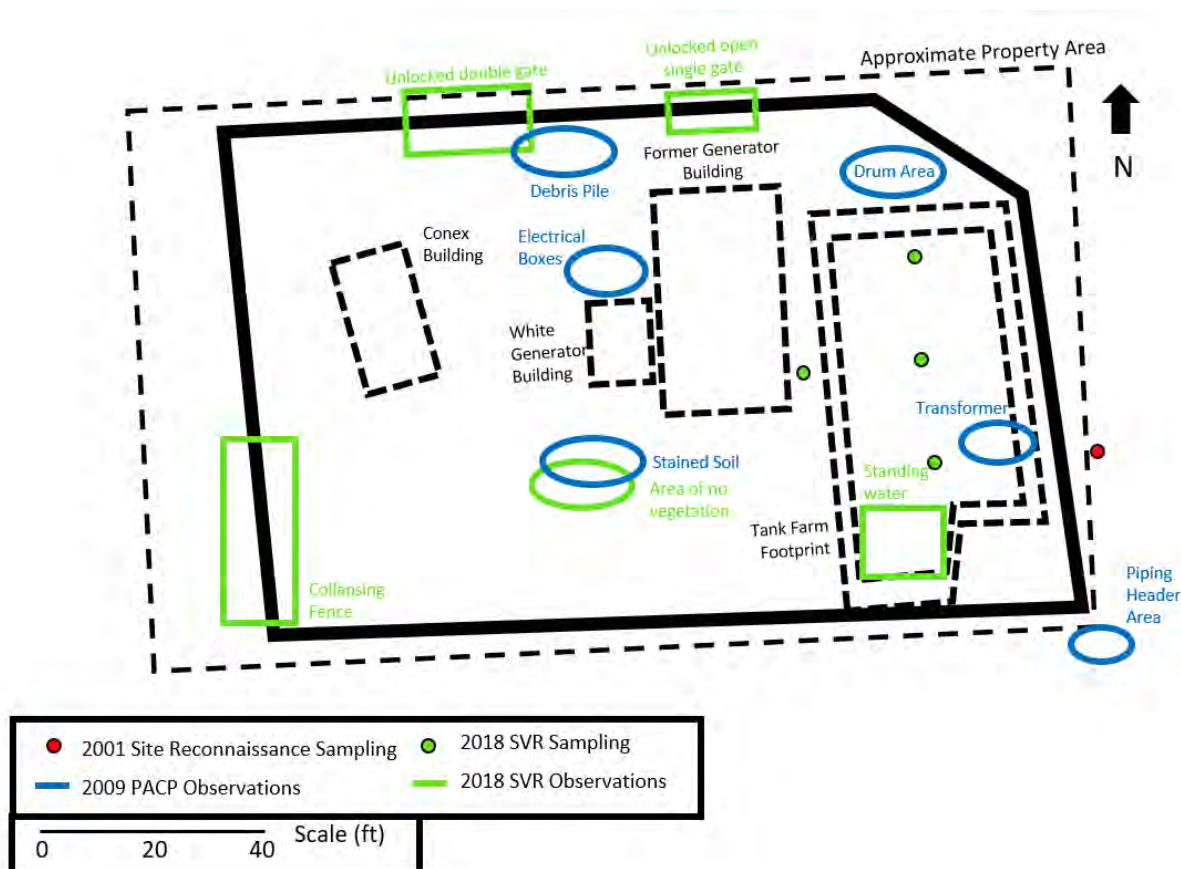 Unlocked open
single gate
Unlocked double gate
Approximate Property Area
N
Former Generator
Building
Debris Pile
Drum Area
Conex
Building
Electrical
Boxes
White
Generator
Building
Transformer
Stained Soil
Area of no
vegetation
Standing
water
Tank Farm
Footprint
Collansing
Fence
Piping
Header
Area
2001 Site Reconnaissance Sampling
2018 SVR Sampling
2009 PACP Observations
2018 SVR Observations
Scale (ft)
0 20 40